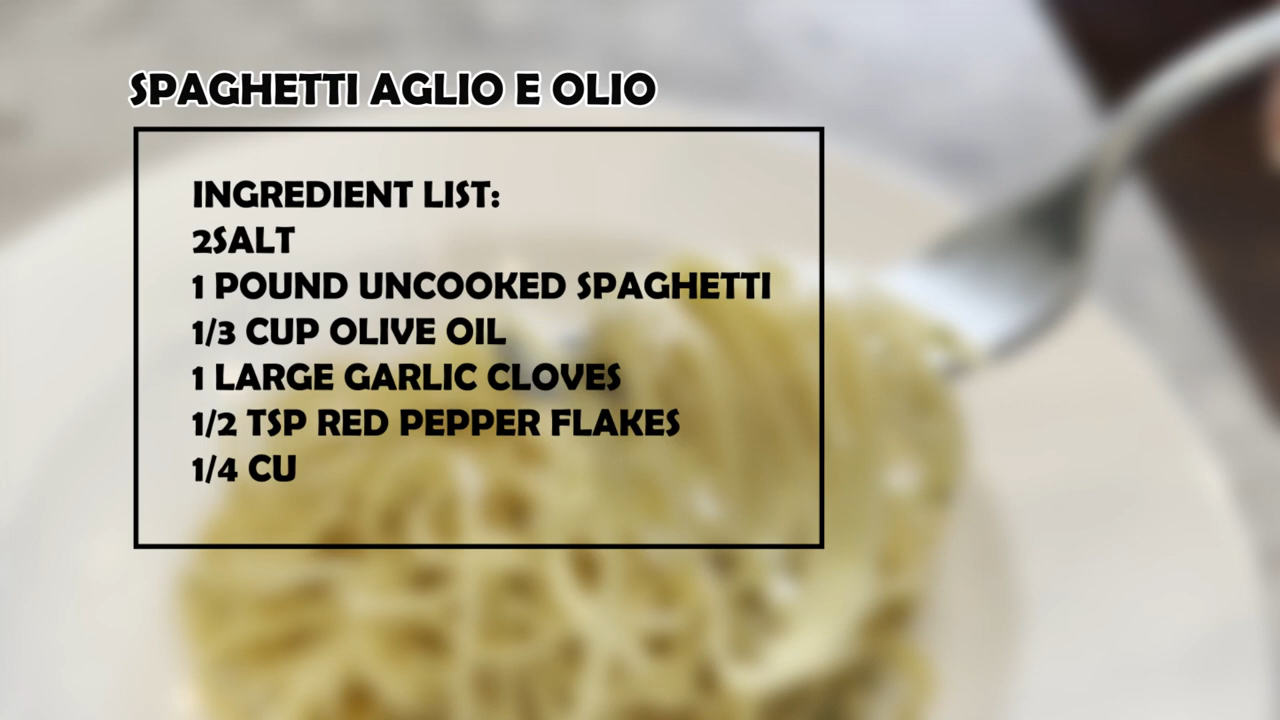 SPAGHETTI AGLIO E OLIO
INGREDIENT LIST:
2SALT
1 POUND UNCOOKED SPAGHETTI
1/3 CUP OLIVE OIL
1 LARGE GARLIC CLOVES
1/2 TSP RED PEPPER FLAKES
1/4 CU